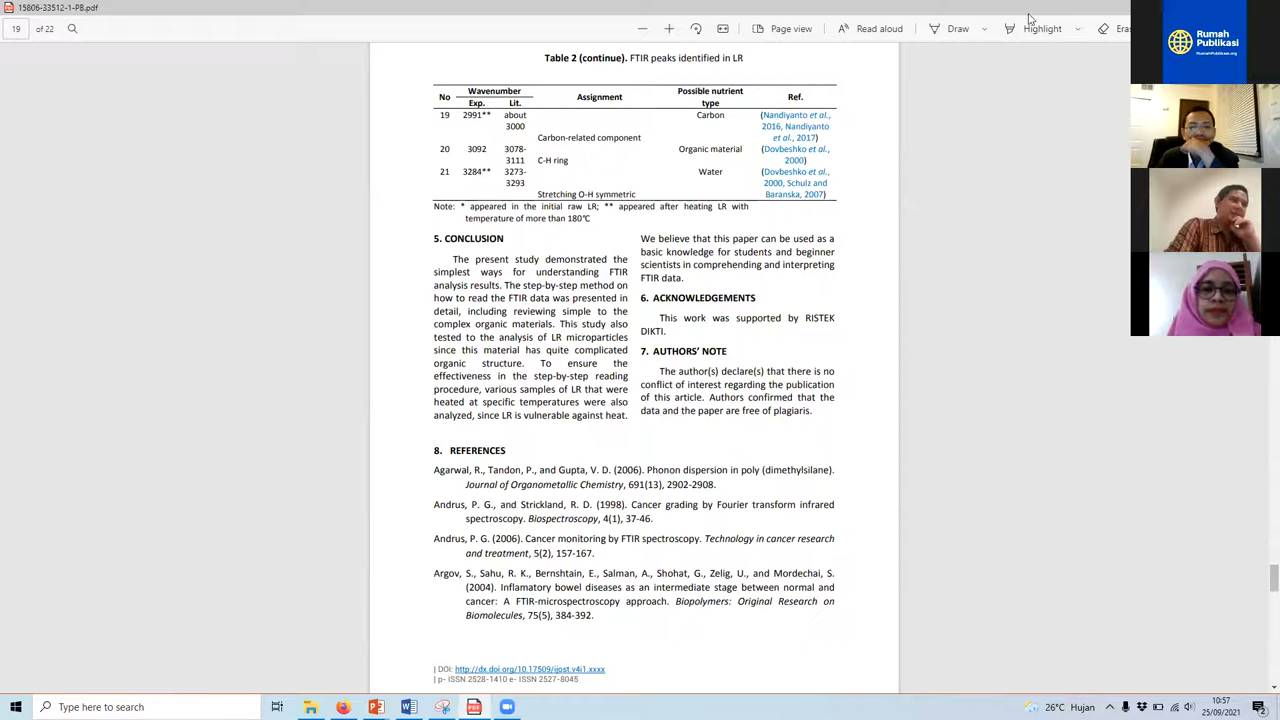 15806-33512-1-PB.pdf
19 of 22
Page view
Read aloud
Draw
Highlight
Rumah
Publikasi
RumahPublikasi.org
Table 2 (continue). FTIR peaks identified in LR
No Wavenumber Assignment Possible nutrient type Ref.
Exp. Lit.
19 2991** about 3000 Carbon-related component Carbon (Nandiyanto et al., 2016, Nandiyanto et al., 2017)
20 3092 3078-3111 C-H ring Organic material (Dovbeshko et al., 2000)
21 3284** 3273-3293 Stretching O-H symmetric Water (Dovbeshko et al., 2000, Schulz and Baranska, 2007)
Note: * appeared in the initial raw LR; ** appeared after heating LR with
temperature of more than 180°C
5. CONCLUSION
The present study demonstrated the
simplest ways for understanding FTIR
analysis results. The step-by-step method on
how to read the FTIR data was presented in
detail, including reviewing simple to the
complex organic materials. This study also
tested to the analysis of LR microparticles
since this material has quite complicated
organic structure. To ensure the
effectiveness in the step-by-step reading
procedure, various samples of LR that were
heated at specific temperatures were also
analyzed, since LR is vulnerable against heat.
We believe that this paper can be used as a
basic knowledge for students and beginner
scientists in comprehending and interpreting
FTIR data.
6. ACKNOWLEDGEMENTS
This work was supported by RISTEK
DIKTI.
7. AUTHORS' NOTE
The author(s) declare(s) that there is no
conflict of interest regarding the publication
of this article. Authors confirmed that the
data and the paper are free of plagiaris.
8. REFERENCES
Agarwal, R., Tandon, P., and Gupta, V. D. (2006). Phonon dispersion in poly (dimethylsilane).
Journal of Organometallic Chemistry, 691(13), 2902-2908.
Andrus, P. G., and Strickland, R. D. (1998). Cancer grading by Fourier transform infrared
spectroscopy. Biospectroscopy, 4(1), 37-46.
Andrus, P. G. (2006). Cancer monitoring by FTIR spectroscopy. Technology in cancer research
and treatment, 5(2), 157-167.
Argov, S., Sahu, R. K., Bernshtain, E., Salman, A., Shohat, G., Zelig, U., and Mordechai, S.
(2004). Inflamatory bowel diseases as an intermediate stage between normal and
cancer: A FTIR-microspectroscopy approach. Biopolymers: Original Research on
Biomolecules, 75(5), 384-392.
| DOI: http://dx.doi.org/10.17509/ijost.v4i1.xxxx
| p- ISSN 2528-1410 e- ISSN 2527-8045
Type here to search
26°C Hujan
10:57
25/09/2021
2